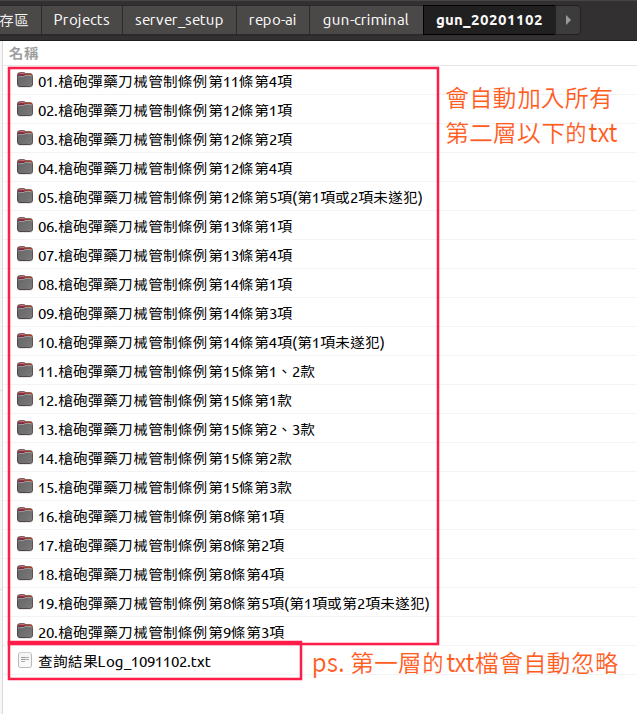 存區 Projects server_setup repo-ai gun-criminal gun_20201102
名稱
01.槍砲彈藥刀械管制條例第11條第4項
02.槍砲彈藥刀械管制條例第12條第1項
03.槍砲彈藥刀械管制條例第12條第2項
04.槍砲彈藥刀械管制條例第12條第4項
05.槍砲彈藥刀械管制條例第12條第5項(第1項或2項未遂犯)
06.槍砲彈藥刀械管制條例第13條第1項
07.槍砲彈藥刀械管制條例第13條第4項
08.槍砲彈藥刀械管制條例第14條第1項
09.槍砲彈藥刀械管制條例第14條第3項
10.槍砲彈藥刀械管制條例第14條第4項(第1項未遂犯)
11.槍砲彈藥刀械管制條例第15條第1、2款
12.槍砲彈藥刀械管制條例第15條第1款
13.槍砲彈藥刀械管制條例第15條第2、3款
14.槍砲彈藥刀械管制條例第15條第2款
15.槍砲彈藥刀械管制條例第15條第3款
16.槍砲彈藥刀械管制條例第8條第1項
17.槍砲彈藥刀械管制條例第8條第2項
18.槍砲彈藥刀械管制條例第8條第4項
19.槍砲彈藥刀械管制條例第8條第5項(第1項或第2項未遂犯)
20.槍砲彈藥刀械管制條例第9條第3項
查詢結果Log_1091102.txt
會自動加入所有
第二層以下的txt
ps. 第一層的txt檔會自動忽略